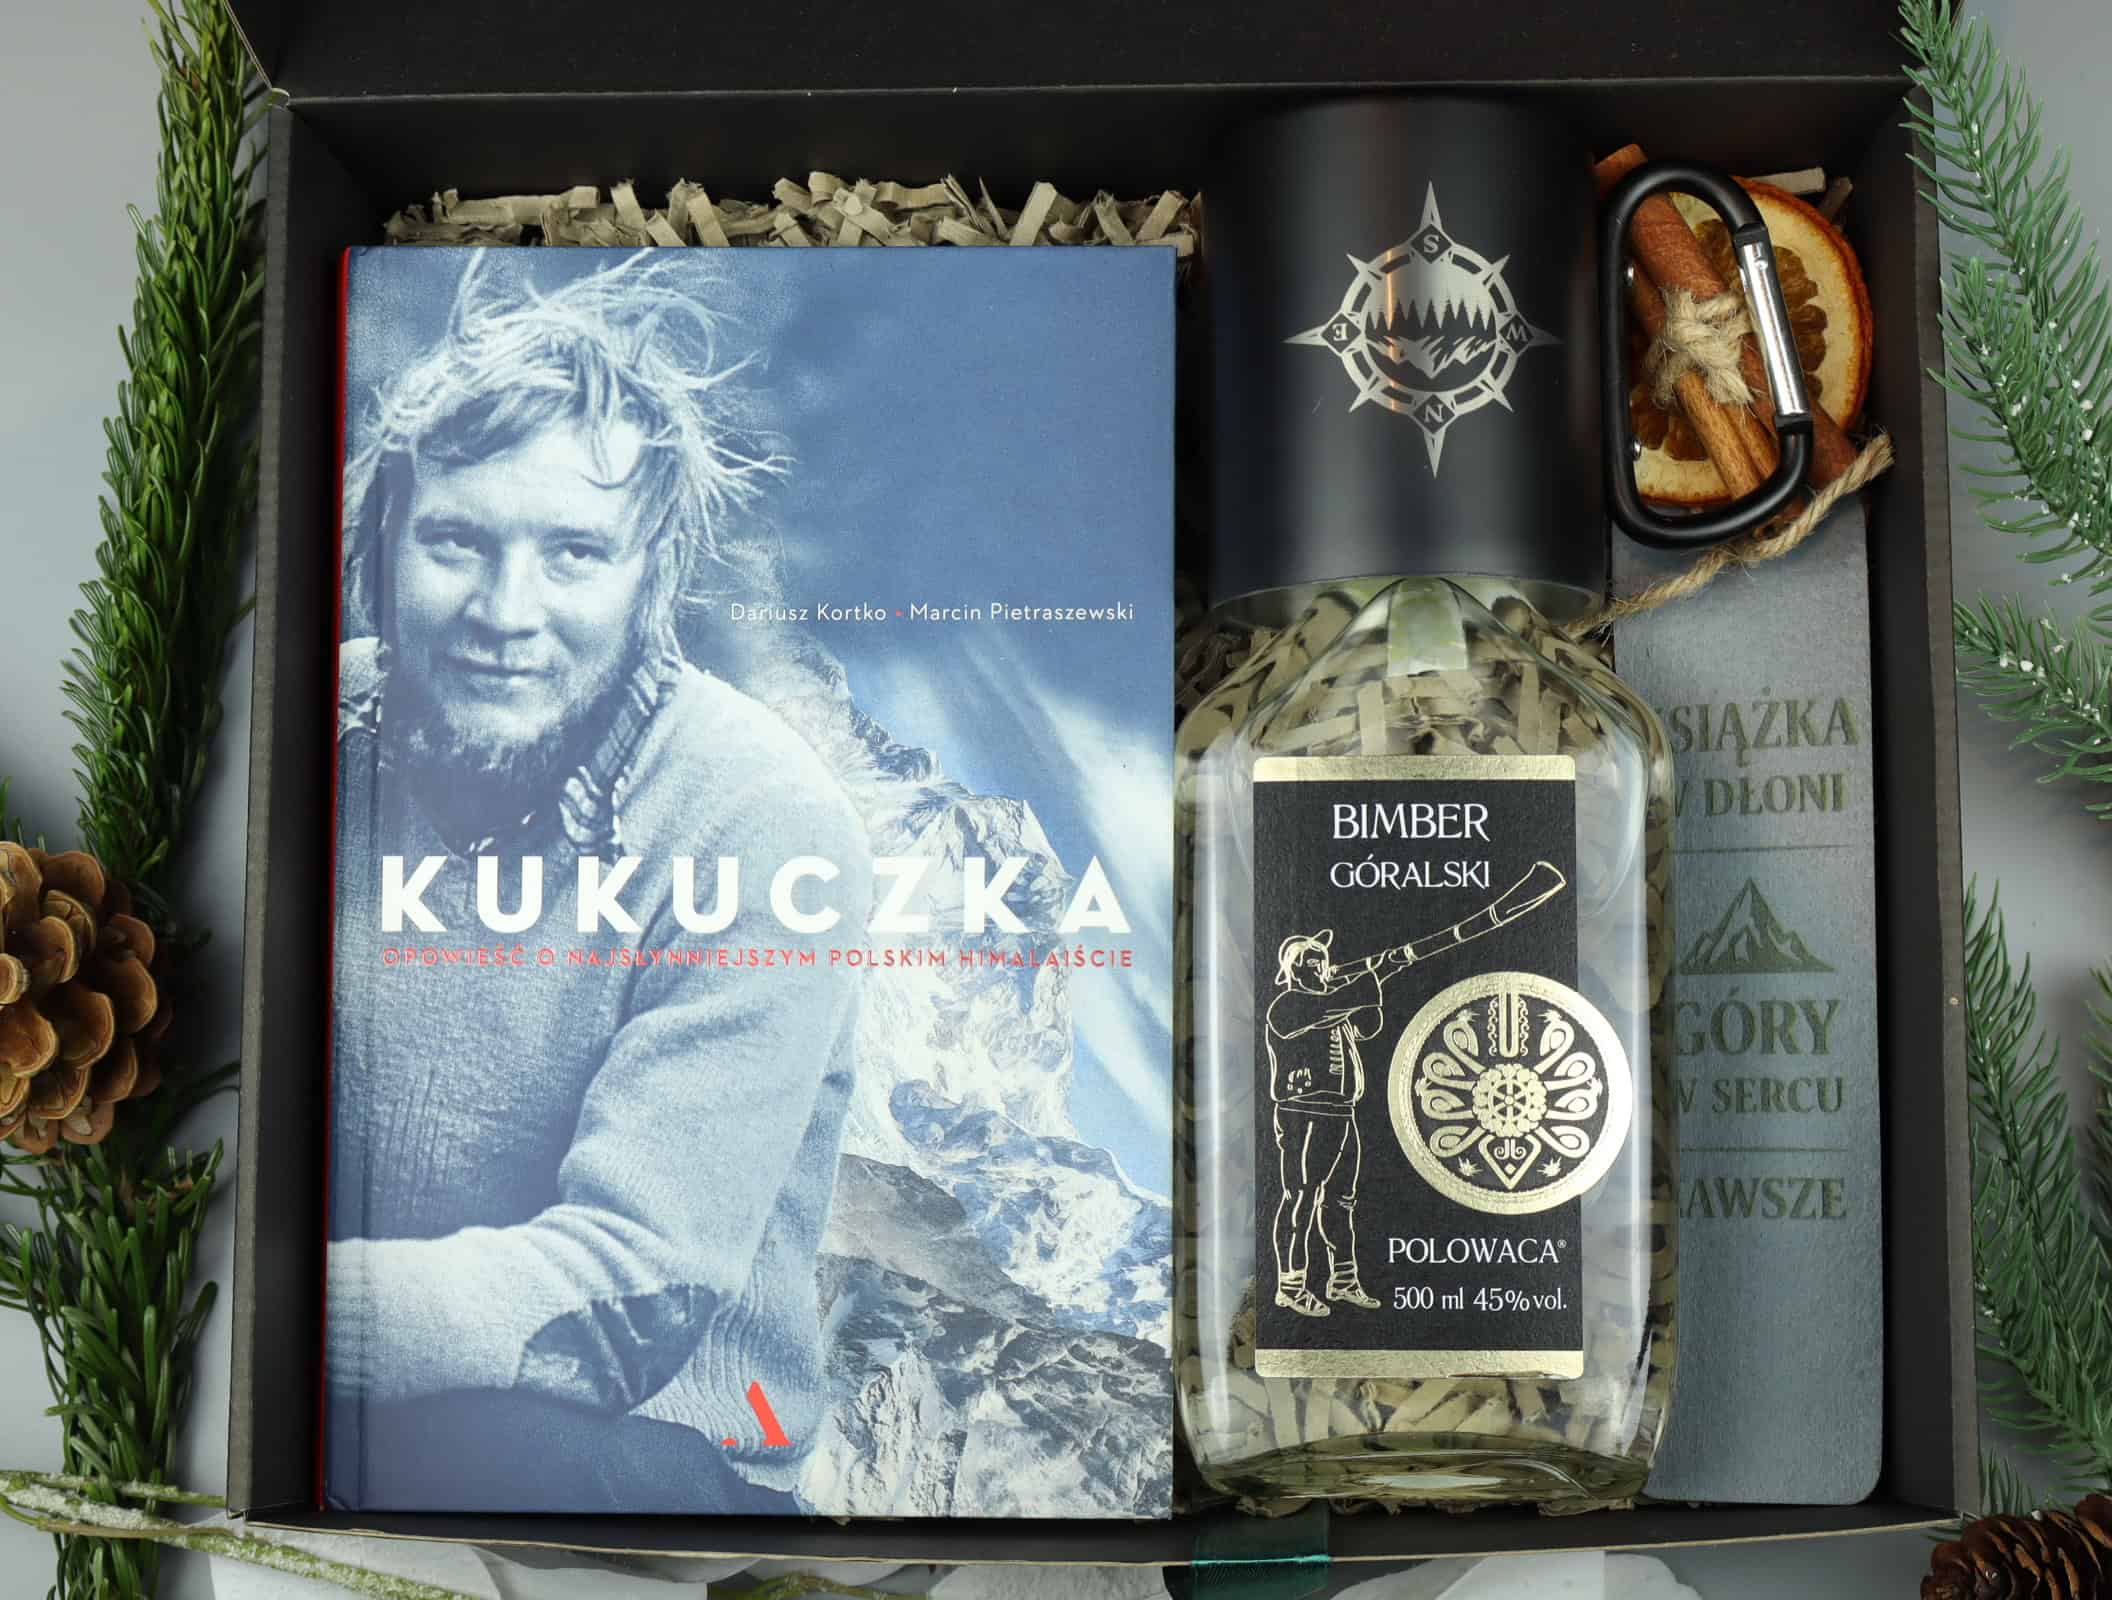 Dariusz Kortko • Marcin Pietraszewski
KUKUCZKA
OPOWIEŚĆ O NAJSŁYNNIEJSZYM POLSKIM HIMALAIŚCIE
S
E
W
N
BIMBER
GÓRALSKI
POLOWACA®
500 ml 45% vol.
SIĄŻKA
W DŁONI
GÓRY
W SERCU
AWSZE